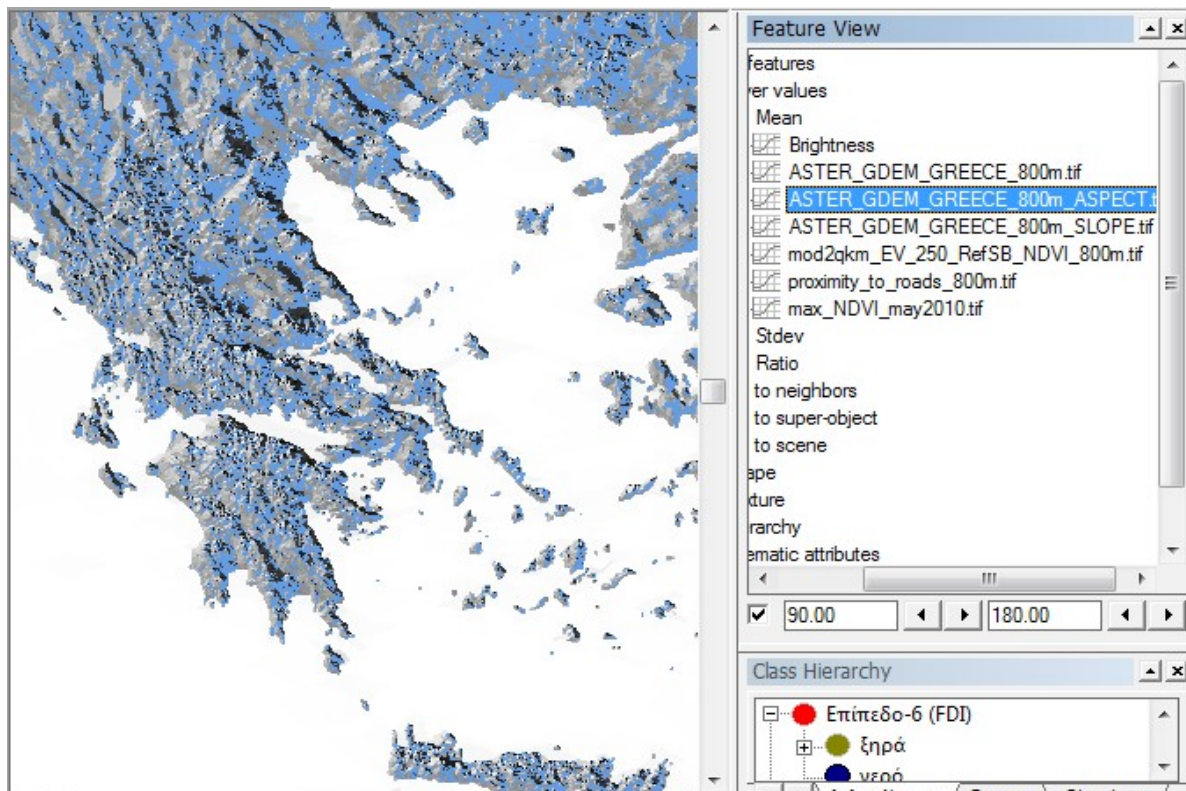 Feature View
features
er values
Mean
Brightness
ASTER_GDEM_GREECE_800m.tif
ASTER_GDEM_GREECE_800m_ASPECT.t
ASTER_GDEM_GREECE_800m_SLOPE.tif
mod2qkm_EV_250_RefSB_NDVI_800m.tif
proximity_to_roads_800m.tif
max_NDVI_may2010.tif
Stdev
Ratio
to neighbors
to super-object
to scene
ape
xture
rarchy
ematic attributes
90.00 180.00
Class Hierarchy
Επίπεδο-6 (FDI)
ξηρά
νερό